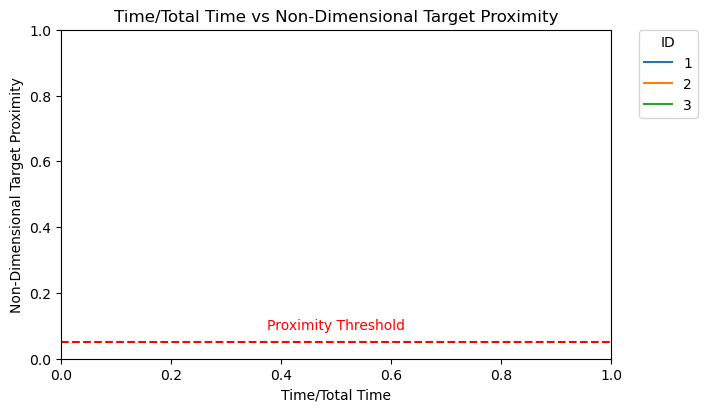 Time/Total Time vs Non-Dimensional Target Proximity
ID
1
2
3
Non-Dimensional Target Proximity
1.0
0.8
0.6
0.4
0.2
0.0
Proximity Threshold
0.0 0.2 0.4 0.6 0.8 1.0
Time/Total Time